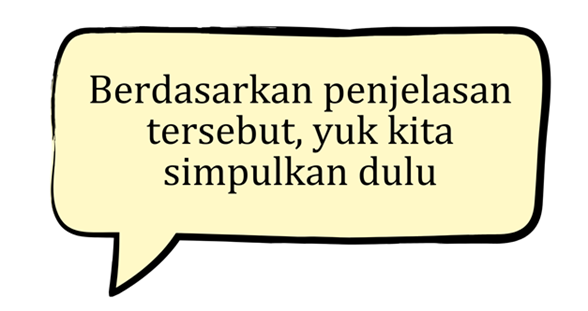 Berdasarkan penjelasan
tersebut, yuk kita
simpulkan dulu